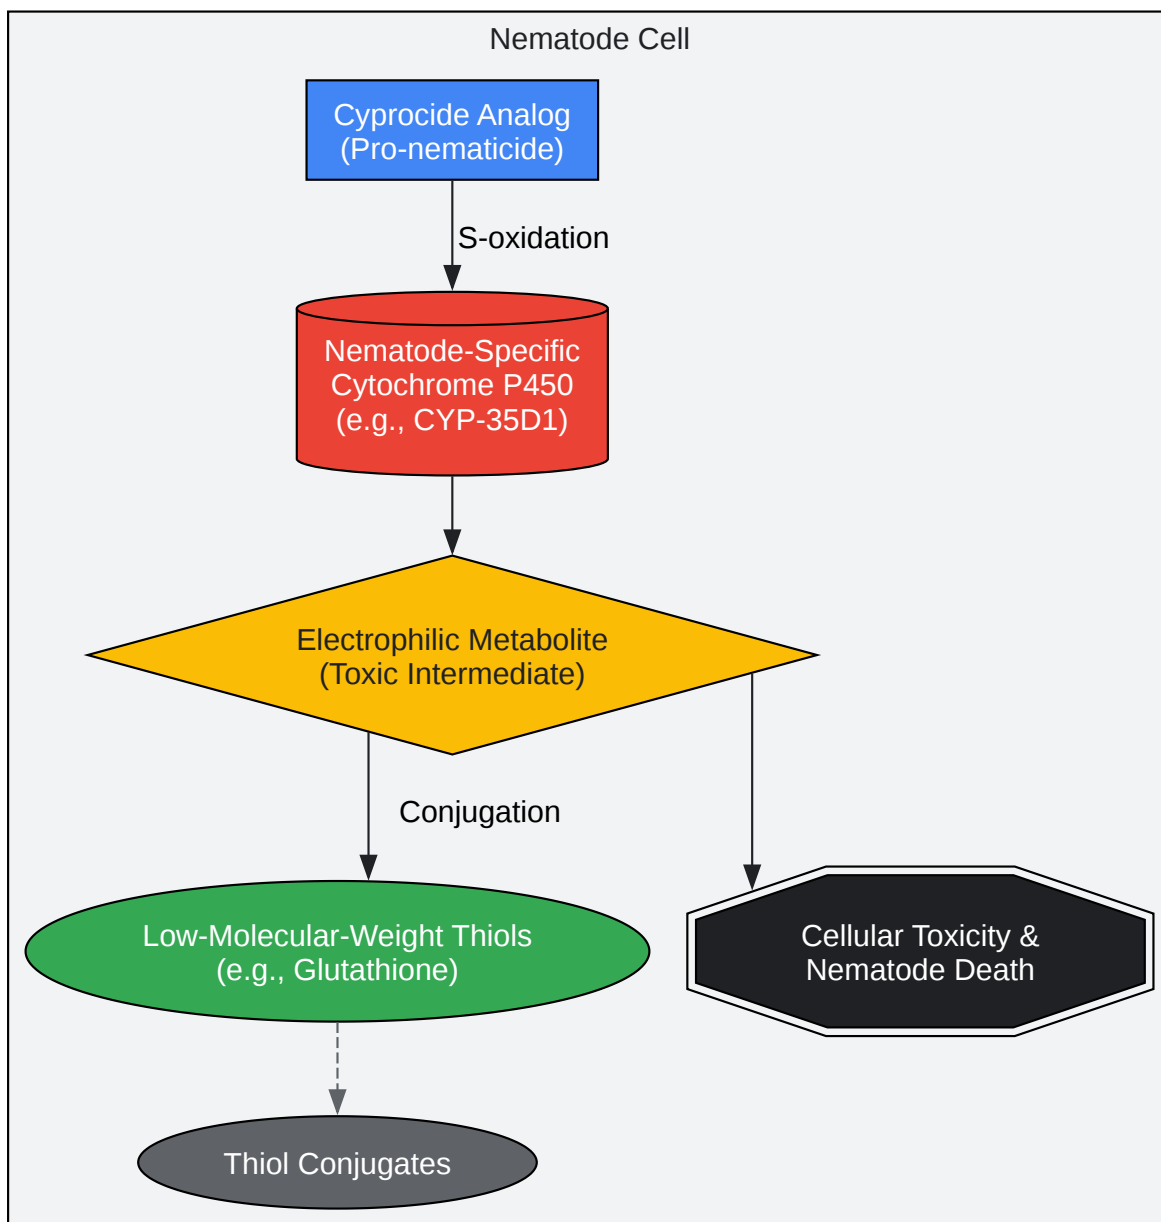 Nematode Cell
Cyprocide Analog
(Pro-nematicide)
S-oxidation
Nematode-Specific
Cytochrome P450
(e.g., CYP-35D1)
Electrophilic Metabolite
(Toxic Intermediate)
Conjugation
Low-Molecular-Weight Thiols
(e.g., Glutathione)
Cellular Toxicity &
Nematode Death
Thiol Conjugates